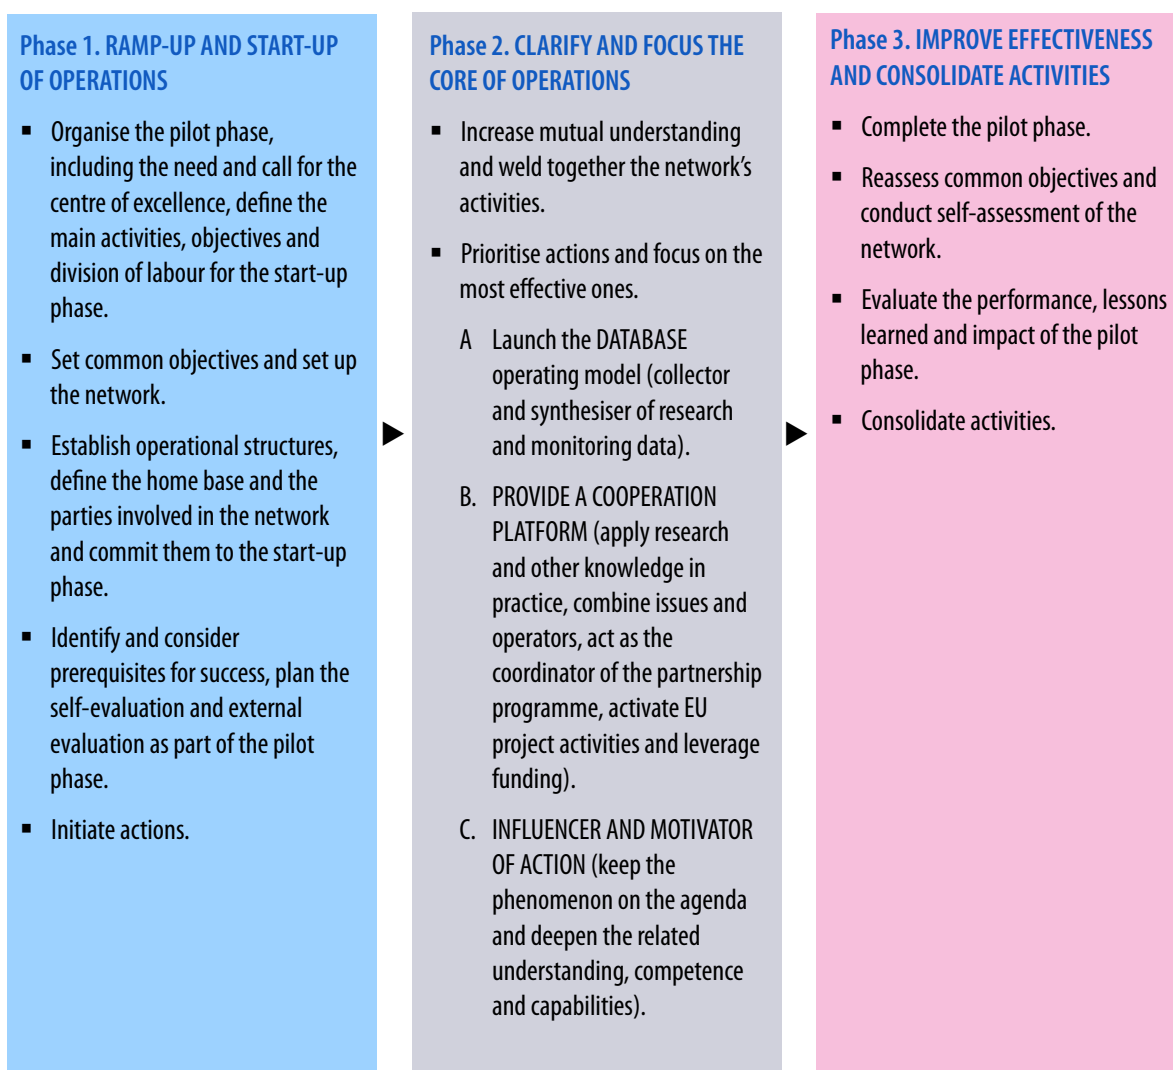 Phase 1. RAMP-UP AND START-UP
OF OPERATIONS
▪ Organise the pilot phase,
including the need and call for the
centre of excellence, define the
main activities, objectives and
division of labour for the start-up
phase.
▪ Set common objectives and set up
the network.
▪ Establish operational structures,
define the home base and the
parties involved in the network
and commit them to the start-up
phase.
▪ Identify and consider
prerequisites for success, plan the
self-evaluation and external
evaluation as part of the pilot
phase.
▪ Initiate actions.
Phase 2. CLARIFY AND FOCUS THE
CORE OF OPERATIONS
▪ Increase mutual understanding
and weld together the network's
activities.
▪ Prioritise actions and focus on the
most effective ones.
A Launch the DATABASE
operating model (collector
and synthesiser of research
and monitoring data).
B. PROVIDE A COOPERATION
PLATFORM (apply research
and other knowledge in
practice, combine issues and
operators, act as the
coordinator of the partnership
programme, activate EU
project activities and leverage
funding).
C. INFLUENCER AND MOTIVATOR
OF ACTION (keep the
phenomenon on the agenda
and deepen the related
understanding, competence
and capabilities).
Phase 3. IMPROVE EFFECTIVENESS
AND CONSOLIDATE ACTIVITIES
▪ Complete the pilot phase.
▪ Reassess common objectives and
conduct self-assessment of the
network.
▪ Evaluate the performance, lessons
learned and impact of the pilot
phase.
▪ Consolidate activities.